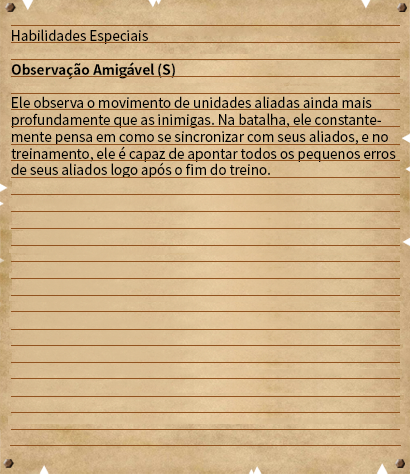 Habilidades Especiais
Observação Amigável (S)
Ele observa o movimento de unidades aliadas ainda mais
profundamente que as inimigas. Na batalha, ele constante-
mente pensa em como se sincronizar com seus aliados, e no
treinamento, ele é capaz de apontar todos os pequenos erros
de seus aliados logo após o fim do treino.